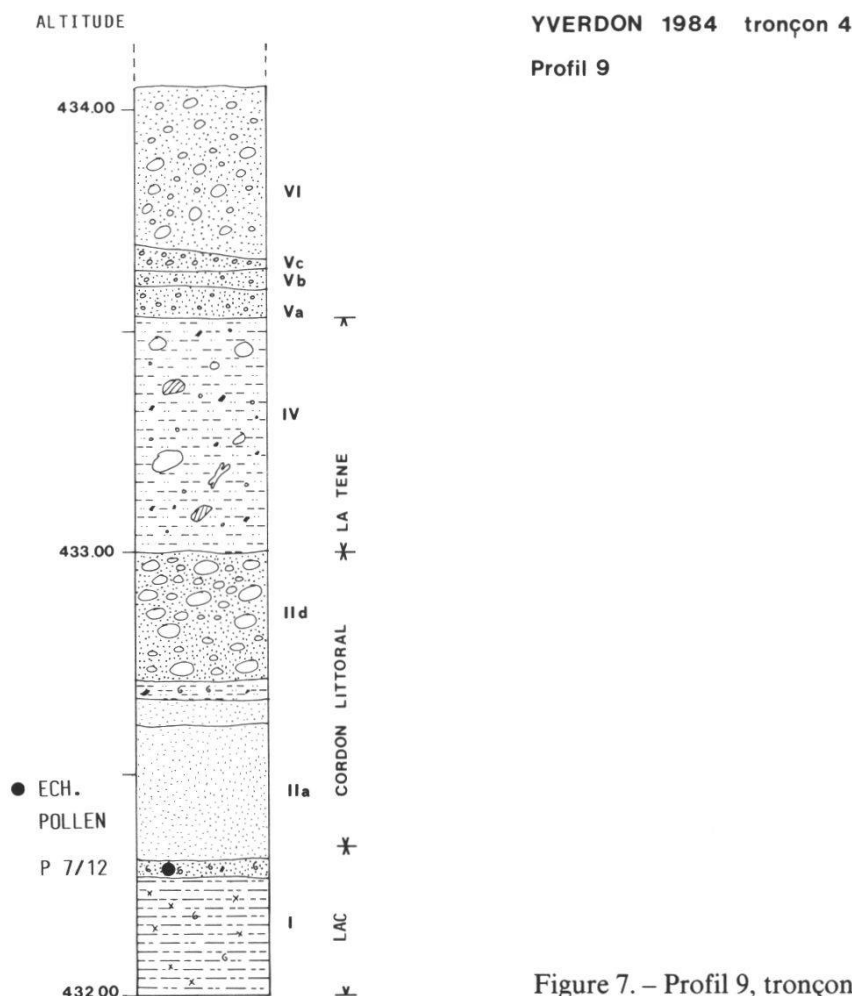 ALTITUDE
YVERDON 1984 tronçon 4
Profil 9
434.00
VI
Vc
Vb
Va
IV
LA TENE
433.00
IId
CORDON LITTORAL
IIa
● ECH.
POLLEN
P 7/12
I
LAC
432.00
Figure 7. – Profil 9, tronçon